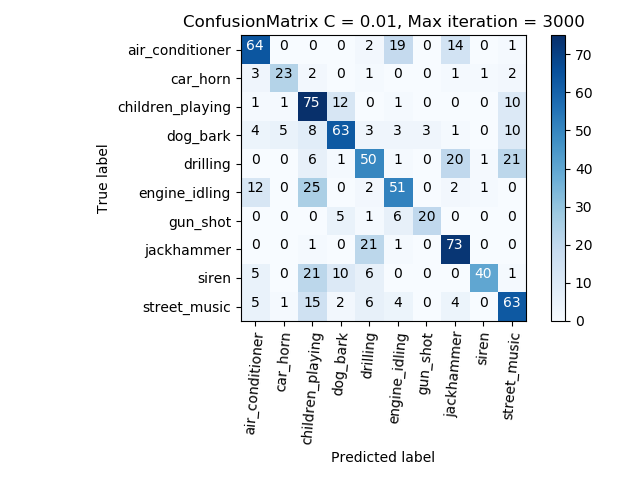 ConfusionMatrix C = 0.01, Max iteration = 3000
True label
air_conditioner 64 0 0 0 2 19 0 14 0 1
car_horn 3 23 2 0 1 0 0 1 1 2
children_playing 1 1 75 12 0 1 0 0 0 10
dog_bark 4 5 8 63 3 3 3 1 0 10
drilling 0 0 6 1 50 1 0 20 1 21
engine_idling 12 0 25 0 2 51 0 2 1 0
gun_shot 0 0 0 5 1 6 20 0 0 0
jackhammer 0 0 1 0 21 1 0 73 0 0
siren 5 0 21 10 6 0 0 0 40 1
street_music 5 1 15 2 6 4 0 4 0 63
air_conditioner car_horn children_playing dog_bark drilling engine_idling gun_shot jackhammer siren street_music
Predicted label
70
60
50
40
30
20
10
0